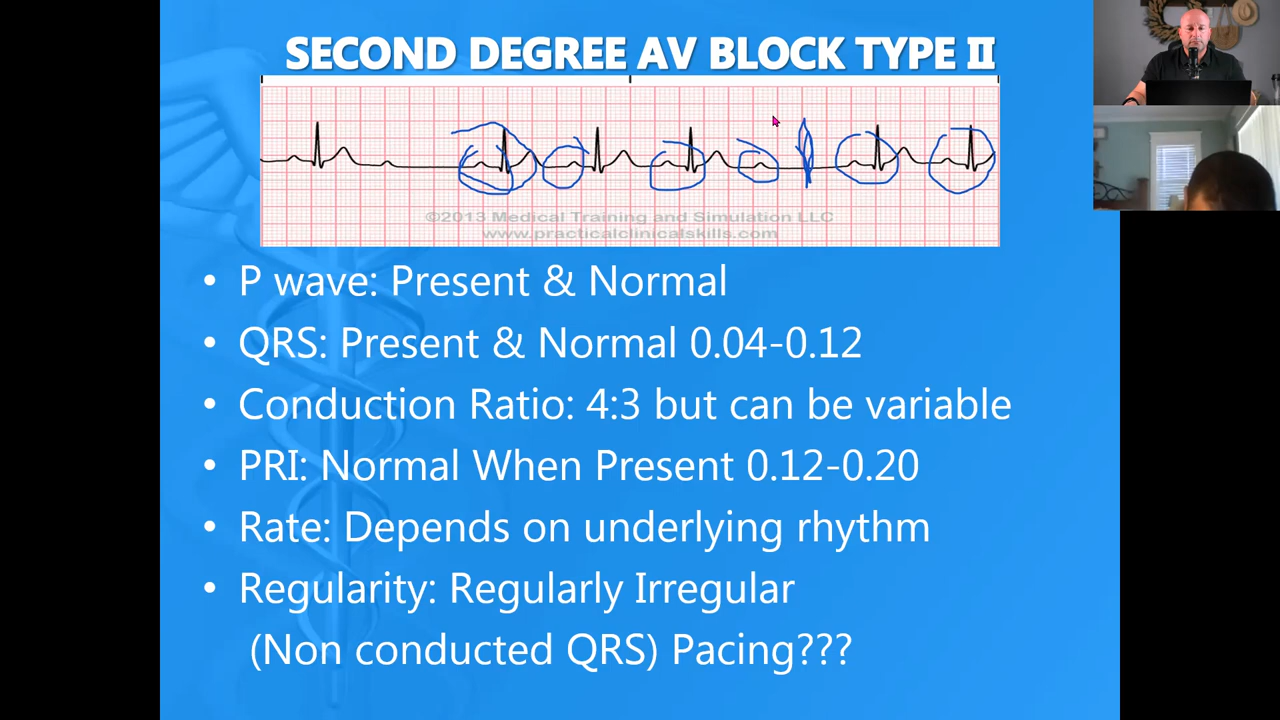 SECOND DEGREE AV BLOCK TYPE II
©2013 Medical Training and Simulation LLC
www.practicalclinicalskills.com
• P wave: Present & Normal
• QRS: Present & Normal 0.04-0.12
• Conduction Ratio: 4:3 but can be variable
• PRI: Normal When Present 0.12-0.20
• Rate: Depends on underlying rhythm
• Regularity: Regularly Irregular
(Non conducted QRS) Pacing???